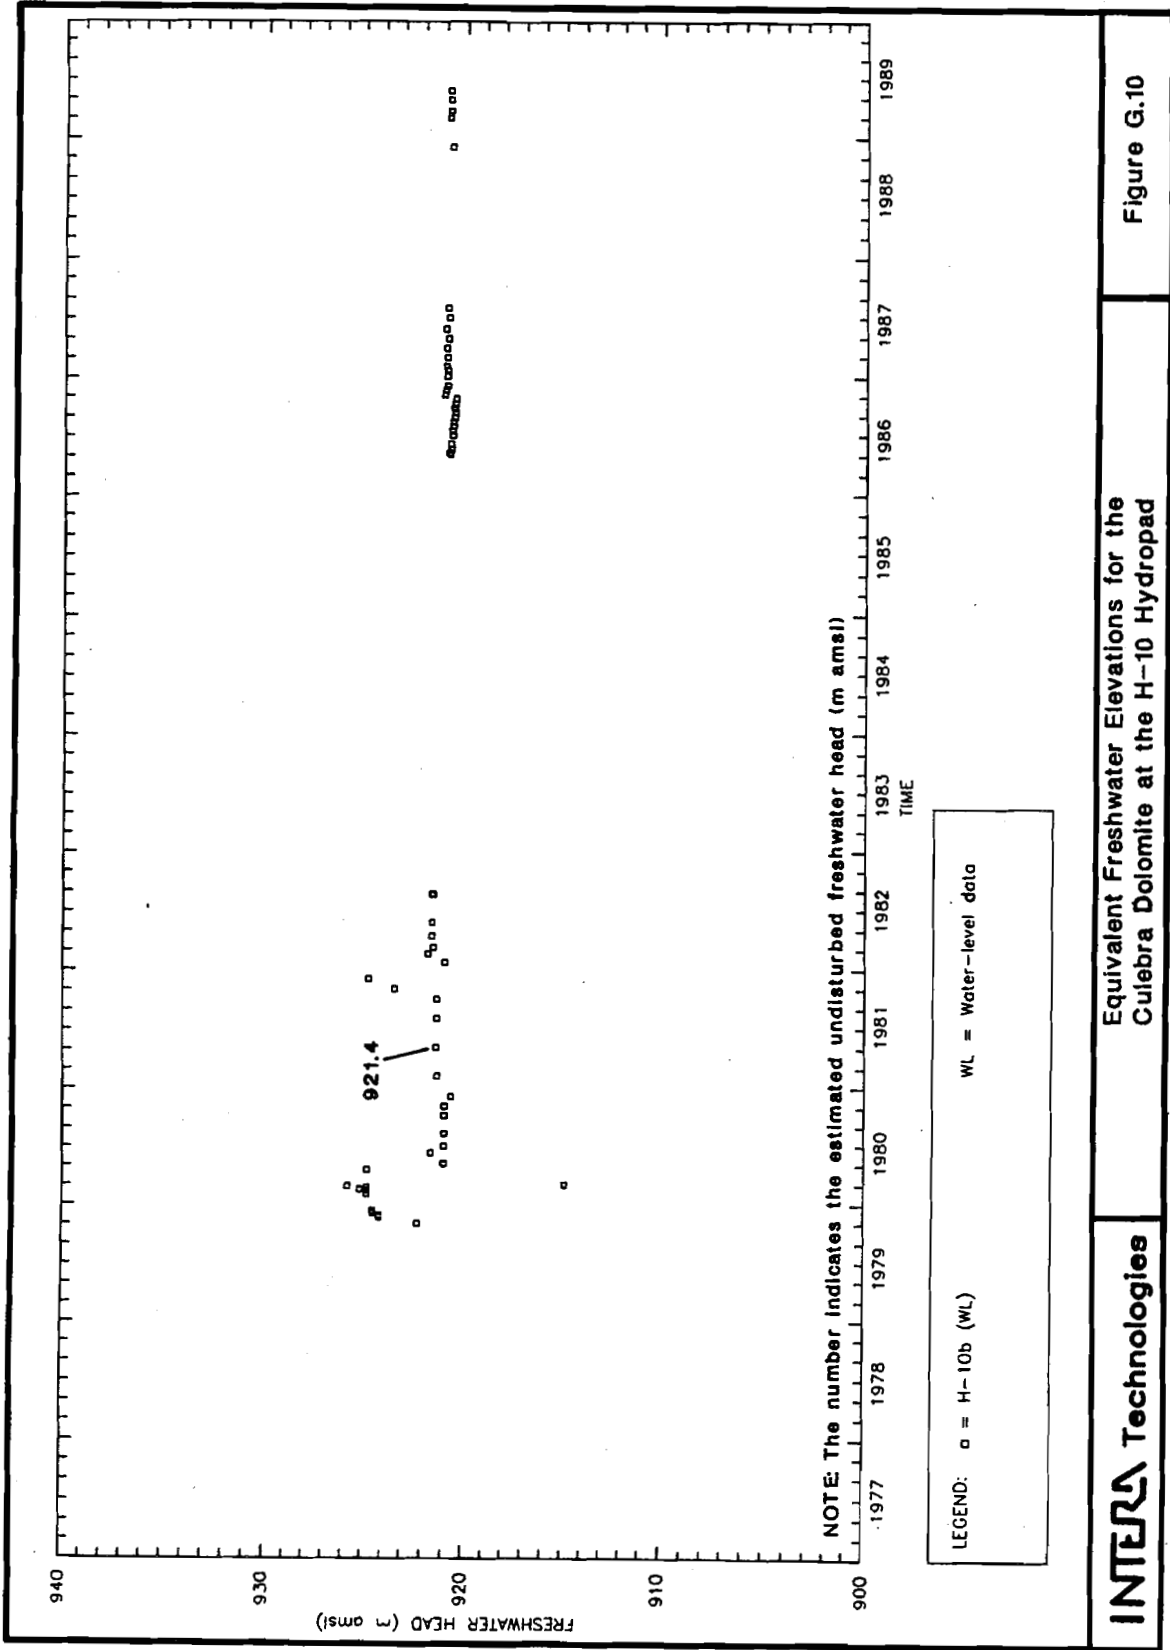 940
930
920
910
900
FRESHWATER HEAD (m amsl)
921.4
NOTE: The number indicates the estimated undisturbed freshwater head (m amsl)
1977
1978
1979
1980
1981
1982
1983
1984
1985
1986
1987
1988
1989
TIME
LEGEND: □ = H-10b (WL)
WL = Water-level data
INTERA Technologies
Equivalent Freshwater Elevations for the
Culebra Dolomite at the H-10 Hydropad
Figure G.10